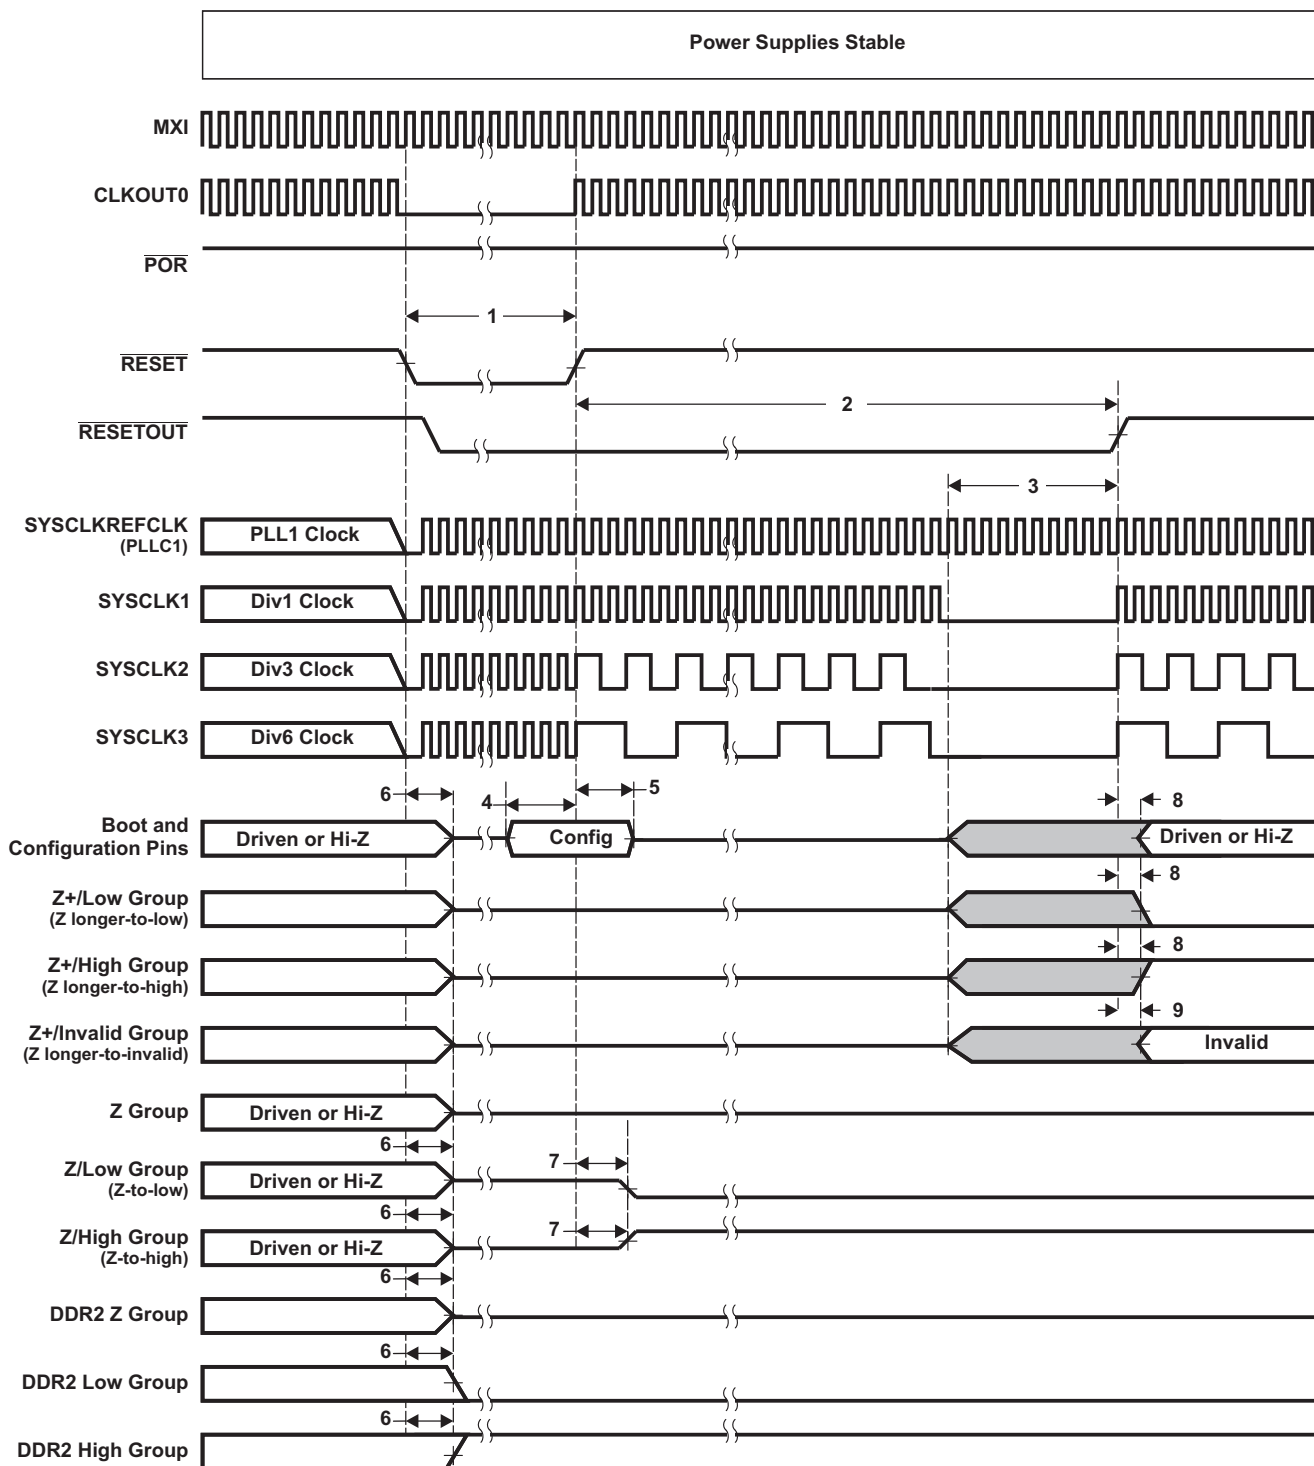 Power Supplies Stable
MXI
CLKOUT0
POR
1
RESET
2
RESETOUT
3
SYSCLKREFCLK
(PLLC1)
PLL1 Clock
SYSCLK1
Div1 Clock
SYSCLK2
Div3 Clock
SYSCLK3
Div6 Clock
6
4
5
8
Boot and
Configuration Pins
Driven or Hi-Z
Config
Driven or Hi-Z
8
Z+/Low Group
(Z longer-to-low)
8
Z+/High Group
(Z longer-to-high)
9
Z+/Invalid Group
(Z longer-to-invalid)
Invalid
Z Group
Driven or Hi-Z
6
7
Z/Low Group
(Z-to-low)
Driven or Hi-Z
6
7
Z/High Group
(Z-to-high)
Driven or Hi-Z
6
DDR2 Z Group
6
DDR2 Low Group
6
DDR2 High Group